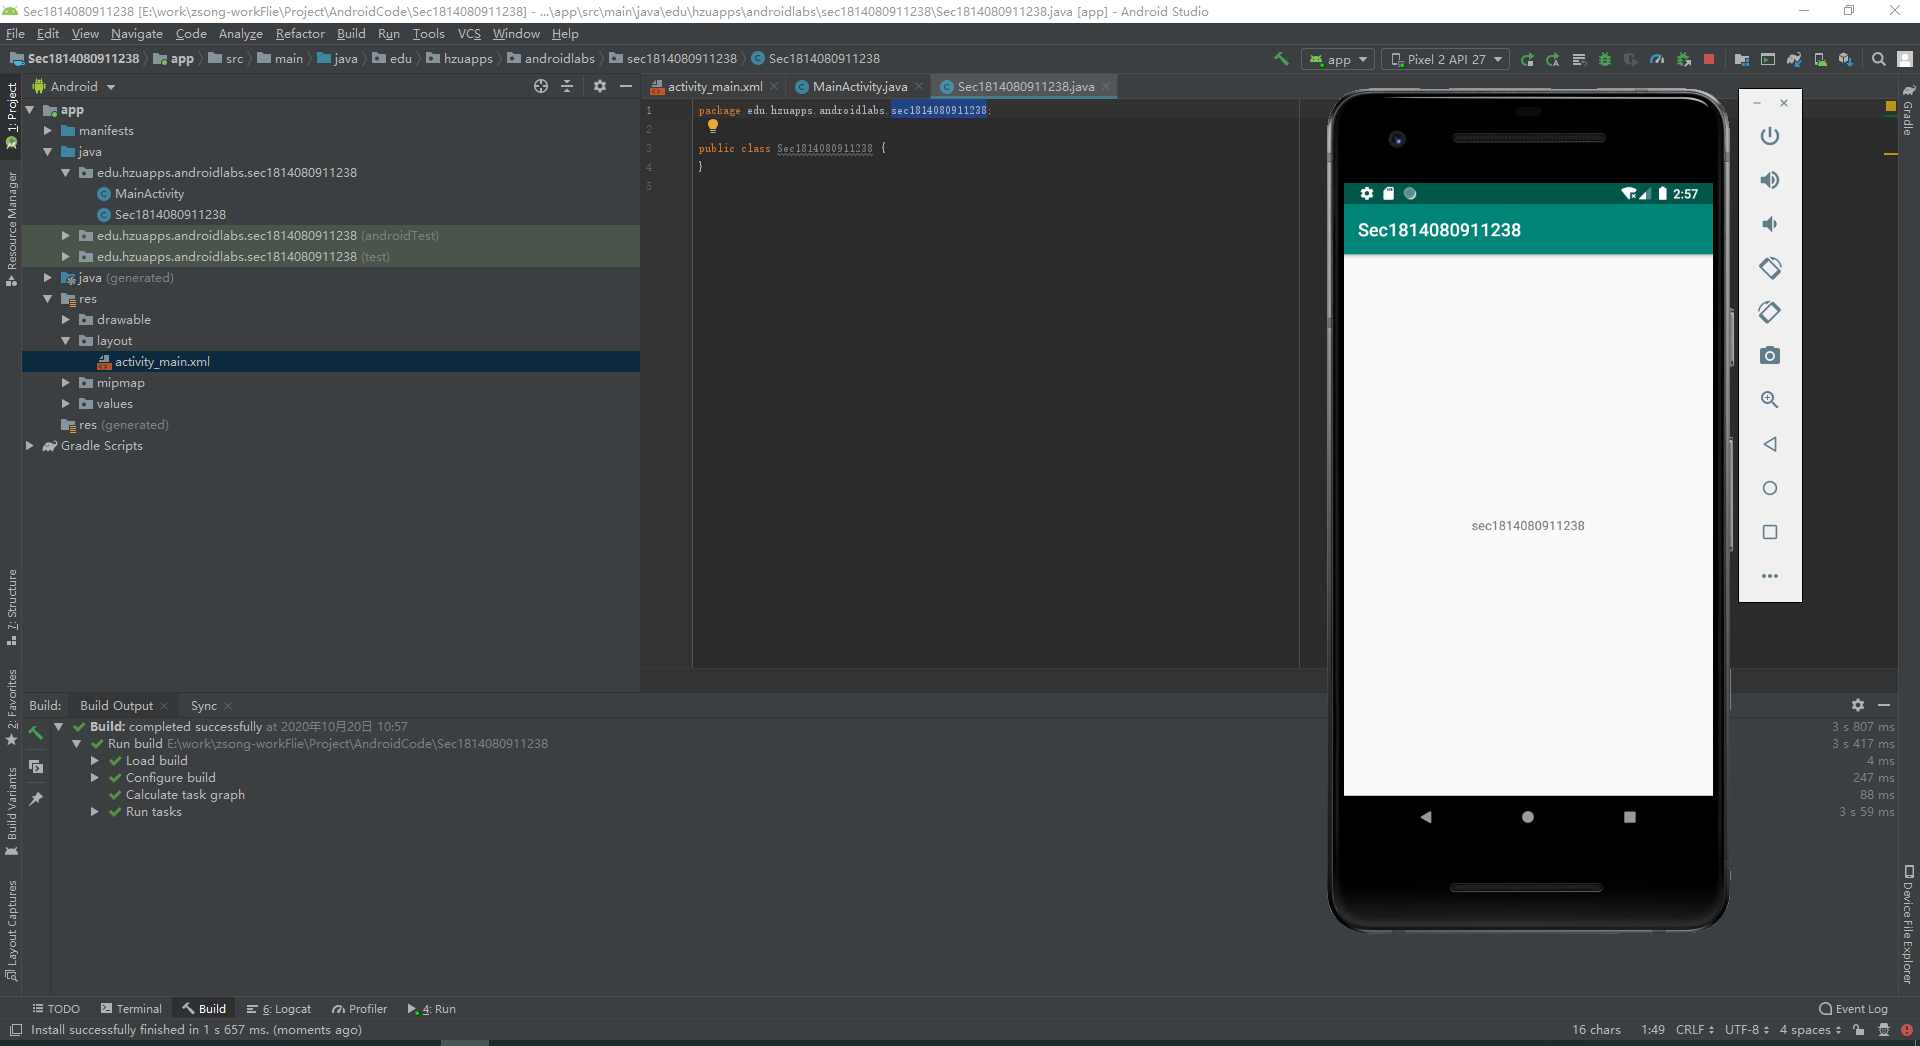 Sec1814080911238 [E:\work\zsong-workFlie\Project\AndroidCode\Sec1814080911238] - ...\app\src\main\java\edu\hzuapps\androidlabs\sec1814080911238\Sec1814080911238.java [app] - Android Studio
File Edit View Navigate Code Analyze Refactor Build Run Tools VCS Window Help
Sec1814080911238 app src main java edu hzuapps androidlabs sec1814080911238 Sec1814080911238 app Pixel 2 API 27
Android activity_main.xml MainActivity.java Sec1814080911238.java
1: Project
Resource Manager
7: Structure
2: Favorites
Build Variants
Layout Captures
app
manifests
java
edu.hzuapps.androidlabs.sec1814080911238
MainActivity
Sec1814080911238
edu.hzuapps.androidlabs.sec1814080911238 (androidTest)
edu.hzuapps.androidlabs.sec1814080911238 (test)
java (generated)
res
drawable
layout
activity_main.xml
mipmap
values
res (generated)
Gradle Scripts
1 package edu.hzuapps.androidlabs.sec1814080911238;
2
3 public class Sec1814080911238 {
4 }
5
2:57
Sec1814080911238
sec1814080911238
Gradle
Device File Explorer
Build: Build Output Sync
Build: completed successfully at 2020年10月20日 10:57 3 s 807 ms
Run build E:\work\zsong-workFlie\Project\AndroidCode\Sec1814080911238 3 s 417 ms
Load build 4 ms
Configure build 247 ms
Calculate task graph 88 ms
Run tasks 3 s 59 ms
TODO Terminal Build 6: Logcat Profiler 4: Run Event Log
Install successfully finished in 1 s 657 ms. (moments ago) 16 chars 1:49 CRLF UTF-8 4 spaces